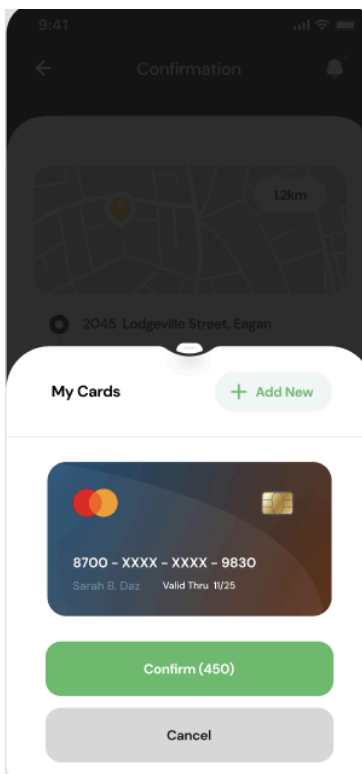 9:41
Confirmation
1.2km
2045 Lodgeville Street, Eagan
My Cards
+ Add New
8700 - XXXX - XXXX - 9830
Sarah B. Daz Valid Thru 11/25
Confirm (450)
Cancel